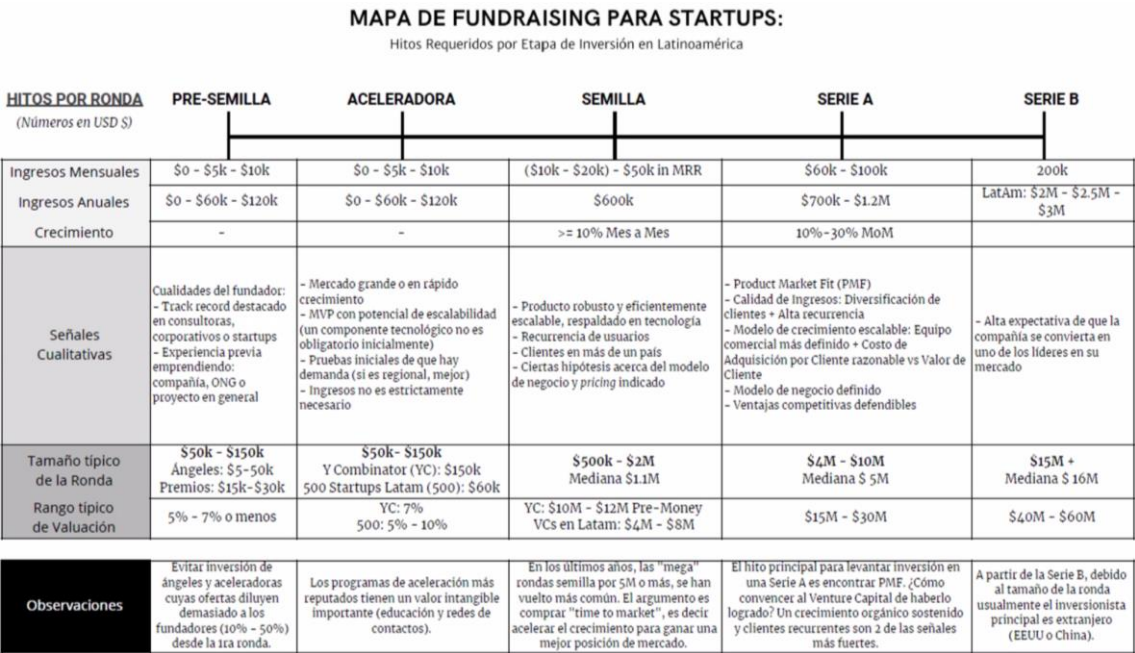 MAPA DE FUNDRAISING PARA STARTUPS:
Hitos Requeridos por Etapa de Inversión en Latinoamérica
HITOS POR RONDA
(Números en USD $)
PRE-SEMILLA
ACELERADORA
SEMILLA
SERIE A
SERIE B
Ingresos Mensuales
$0 - $5k - $10k
$0 - $5k - $10k
($10k - $20k) - $50k in MRR
$60k - $100k
200k
Ingresos Anuales
$0 - $60k - $120k
$0 - $60k - $120k
$600k
$700k - $1.2M
LatAm: $2M - $2.5M -
$3M
Crecimiento
-
-
>= 10% Mes a Mes
10%-30% MoM
Señales
Cualitativas
Cualidades del fundador:
- Track record destacado
en consultoras,
corporativos o startups
- Experiencia previa
emprendiendo:
compañía, ONG o
proyecto en general
- Mercado grande o en rápido
crecimiento
- MVP con potencial de escalabilidad
(un componente tecnológico no es
obligatorio inicialmente)
- Pruebas iniciales de que hay
demanda (si es regional, mejor)
- Ingresos no es estrictamente
necesario
- Producto robusto y eficientemente
escalable, respaldado en tecnología
- Recurrencia de usuarios
- Clientes en más de un país
- Ciertas hipótesis acerca del modelo
de negocio y pricing indicado
- Product Market Fit (PMF)
- Calidad de Ingresos: Diversificación de
clientes + Alta recurrencia
- Modelo de crecimiento escalable: Equipo
comercial más definido + Costo de
Adquisición por Cliente razonable vs Valor de
Cliente
- Modelo de negocio definido
- Ventajas competitivas defendibles
- Alta expectativa de que la
compañía se convierta en
uno de los líderes en su
mercado
Tamaño típico
de la Ronda
$50k - $150k
Ángeles: $5-50k
Premios: $15k-$30k
$50k- $150k
Y Combinator (YC): $150k
500 Startups Latam (500): $60k
$500k - $2M
Mediana $1.1M
$4M - $10M
Mediana $ 5M
$15M +
Mediana $ 16M
Rango típico
de Valuación
5% - 7% o menos
YC: 7%
500: 5% - 10%
YC: $10M - $12M Pre-Money
VCs en Latam: $4M - $8M
$15M - $30M
$40M - $60M
Observaciones
Evitar inversión de
ángeles y aceleradoras
cuyas ofertas diluyen
demasiado a los
fundadores (10% - 50%)
desde la 1ra ronda.
Los programas de aceleración más
reputados tienen un valor intangible
importante (educación y redes de
contactos).
En los últimos años, las "mega"
rondas semilla por 5M o más, se han
vuelto más común. El argumento es
comprar "time to market", es decir
acelerar el crecimiento para ganar una
mejor posición de mercado.
El hito principal para levantar inversión en
una Serie A es encontrar PMF. ¿Cómo
convencer al Venture Capital de haberlo
logrado? Un crecimiento orgánico sostenido
y clientes recurrentes son 2 de las señales
más fuertes.
A partir de la Serie B, debido
al tamaño de la ronda
usualmente el inversionista
principal es extranjero
(EEUU o China).